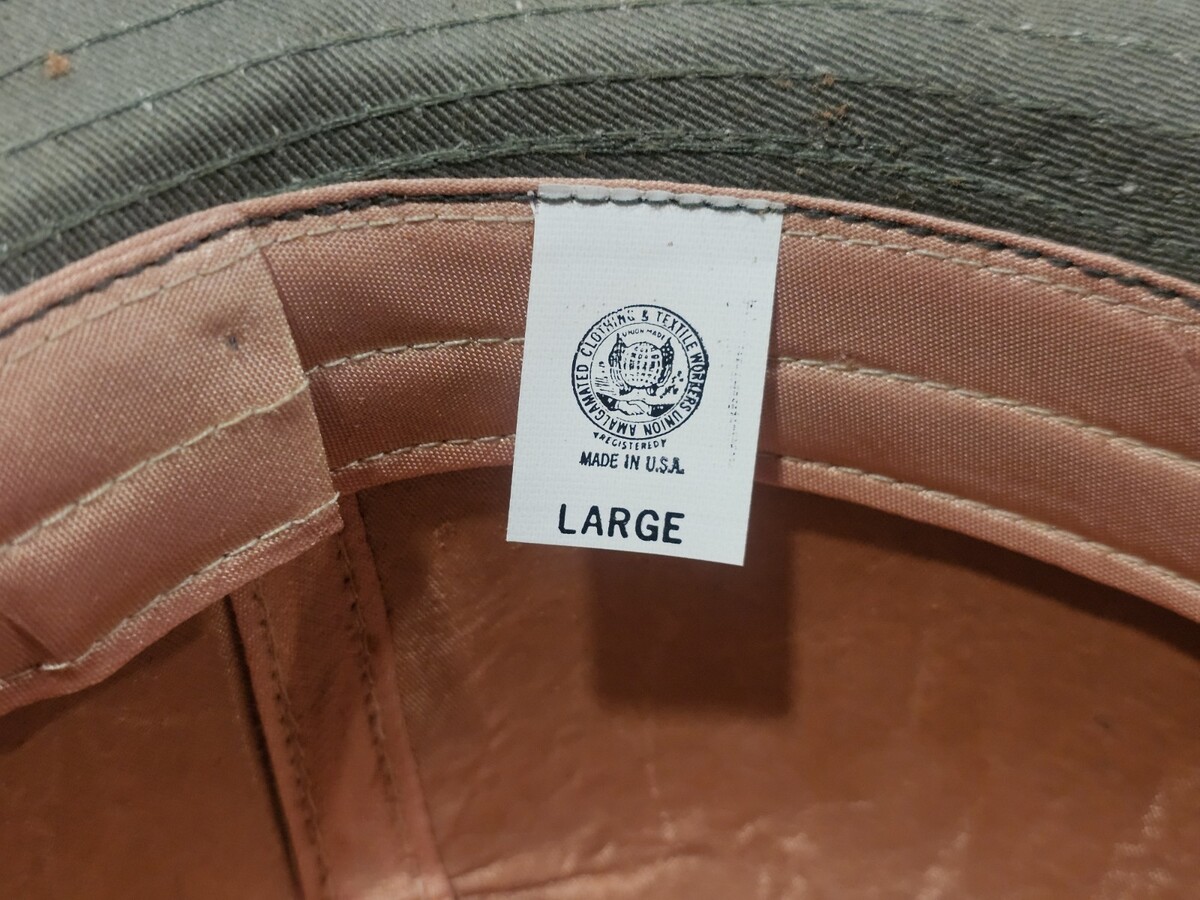 AMALGAMATED CLOTHING & TEXTILE WORKERS UNION
UNION MADE
REGISTERED
MADE IN U.S.A.
LARGE